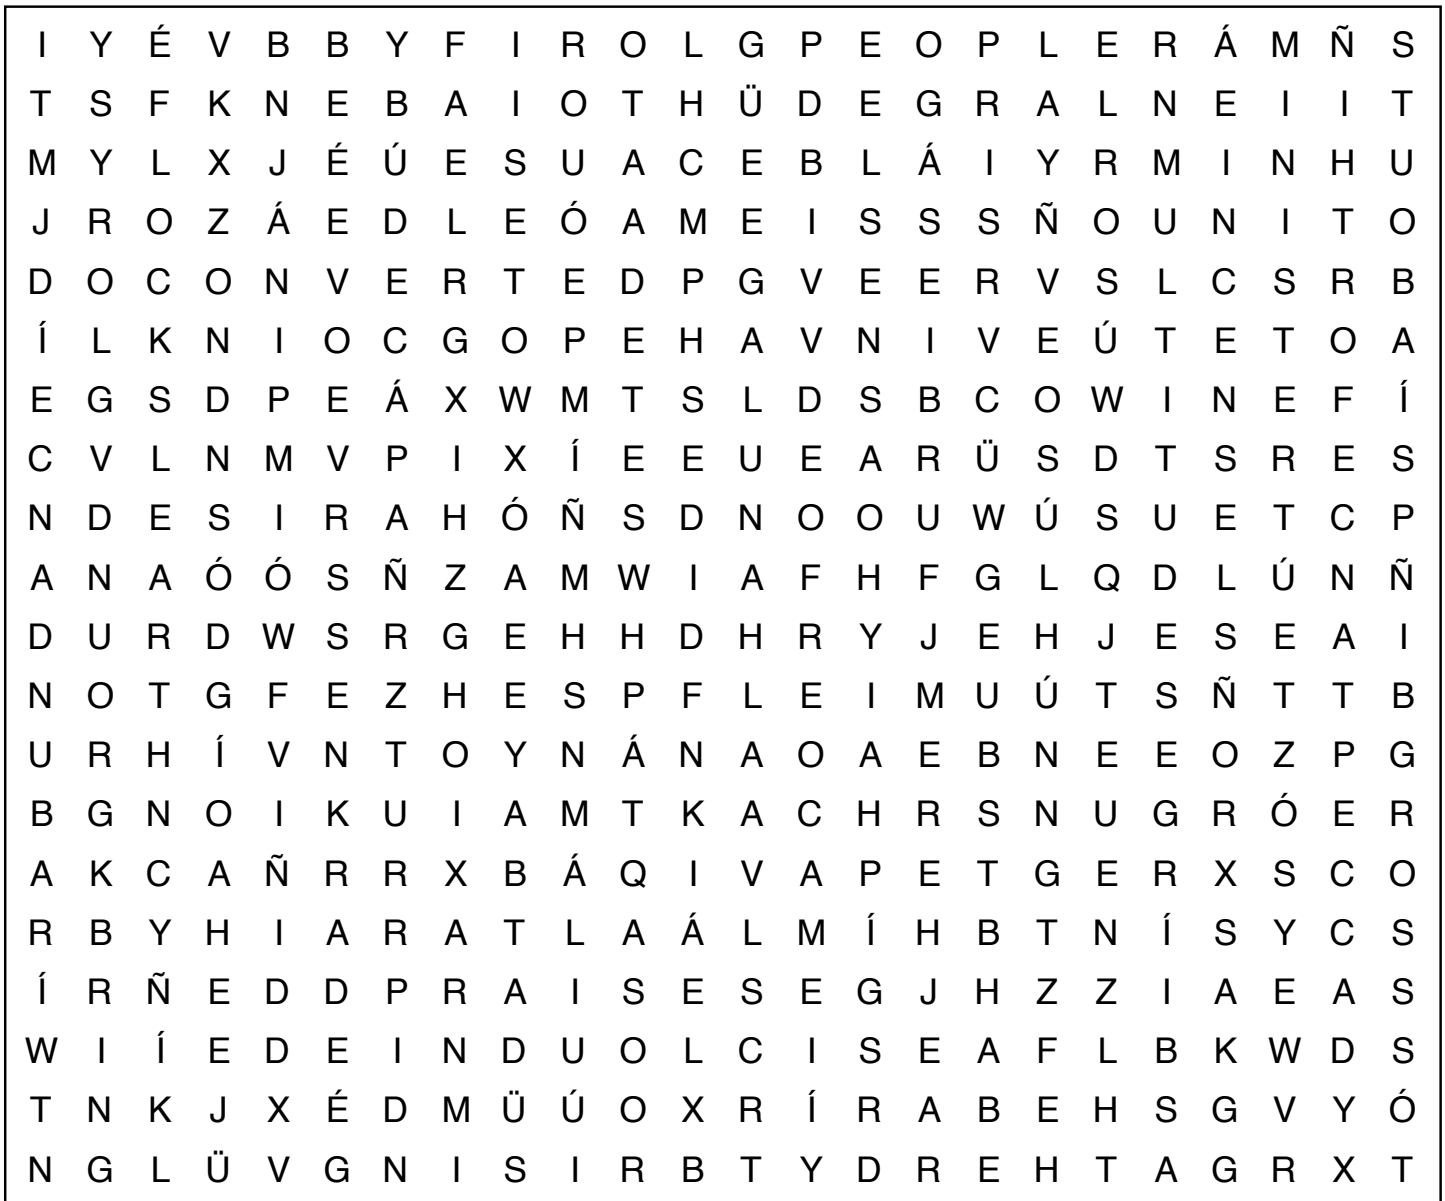 I Y É V B B Y F I R O L G P E O P L E R Á M Ñ S
T S F K N E B A I O T H Ü D E G R A L N E I I T
M Y L X J É Ú E S U A C E B L Á I Y R M I N H U
J R O Z Á E D L E Ó A M E I S S S Ñ O U N I T O
D O C O N V E R T E D P G V E E R V S L C S R B
Í L K N I O C G O P E H A V N I V E Ú T E T O A
E G S D P E Á X W M T S L D S B C O W I N E F Í
C V L N M V P I X Í E E U E A R Ü S D T S R E S
N D E S I R A H Ó Ñ S D N O O U W Ú S U E T C P
A N A Ó Ó S Ñ Z A M W I A F H F G L Q D L Ú N Ñ
D U R D W S R G E H H D H R Y J E H J E S E A I
N O T G F E Z H E S P F L E I M U Ú T S Ñ T T B
U R H Í V N T O Y N Á N A O A E B N E E O Z P G
B G N O I K U I A M T K A C H R S N U G R Ó E R
A K C A Ñ R R X B Á Q I V A P E T G E R X S C O
R B Y H I A R A T L A Á L M Í H B T N Í S Y C S
Í R Ñ E D D P R A I S E S E G J H Z Z I A E A S
W I Í E D E I N D U O L C I S E A F L B K W D S
T N K J X É D M Ü Ú O X R Í R A B E H S G V Y Ó
N G L Ü V G N I S I R B T Y D R E H T A G R X T